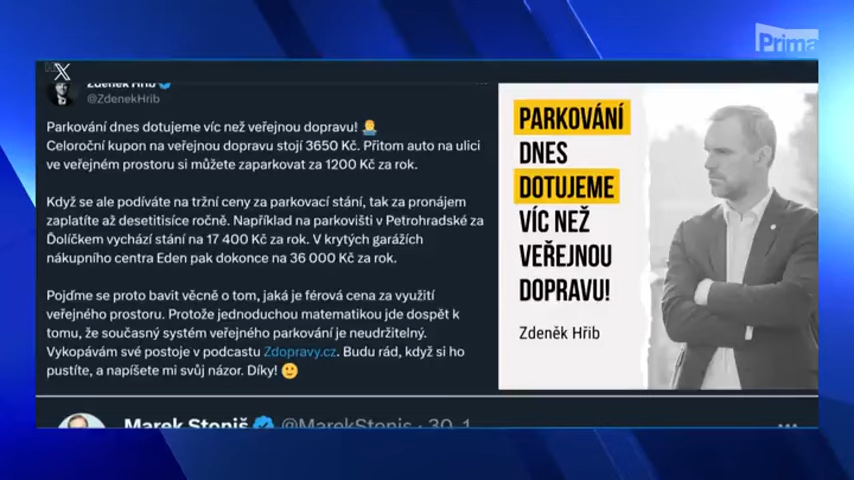 Prima
X
Zdeněk Hřib
@ZdenekHrib
Parkování dnes dotujeme víc než veřejnou dopravu! 🤦‍♂️
Celoroční kupon na veřejnou dopravu stojí 3650 Kč. Přitom auto na ulici
ve veřejném prostoru si můžete zaparkovat za 1200 Kč za rok.
Když se ale podíváte na tržní ceny za parkovací stání, tak za pronájem
zaplatíte až desetitisíce ročně. Například na parkovišti v Petrohradské za
Ďolíčkem vychází stání na 17 400 Kč za rok. V krytých garážích
nákupního centra Eden pak dokonce na 36 000 Kč za rok.
Pojďme se proto bavit věcně o tom, jaká je férová cena za využití
veřejného prostoru. Protože jednoduchou matematikou jde dospět k
tomu, že současný systém veřejného parkování je neudržitelný.
Vykopávám své postoje v podcastu Zdopravy.cz. Budu rád, když si ho
pustíte, a napíšete mi svůj názor. Díky! 🙂
PARKOVÁNÍ
DNES
DOTUJEME
VÍC NEŽ
VEŘEJNOU
DOPRAVU!
Zdeněk Hřib
Marek Stoniš @MarekStonis · 30. 1.